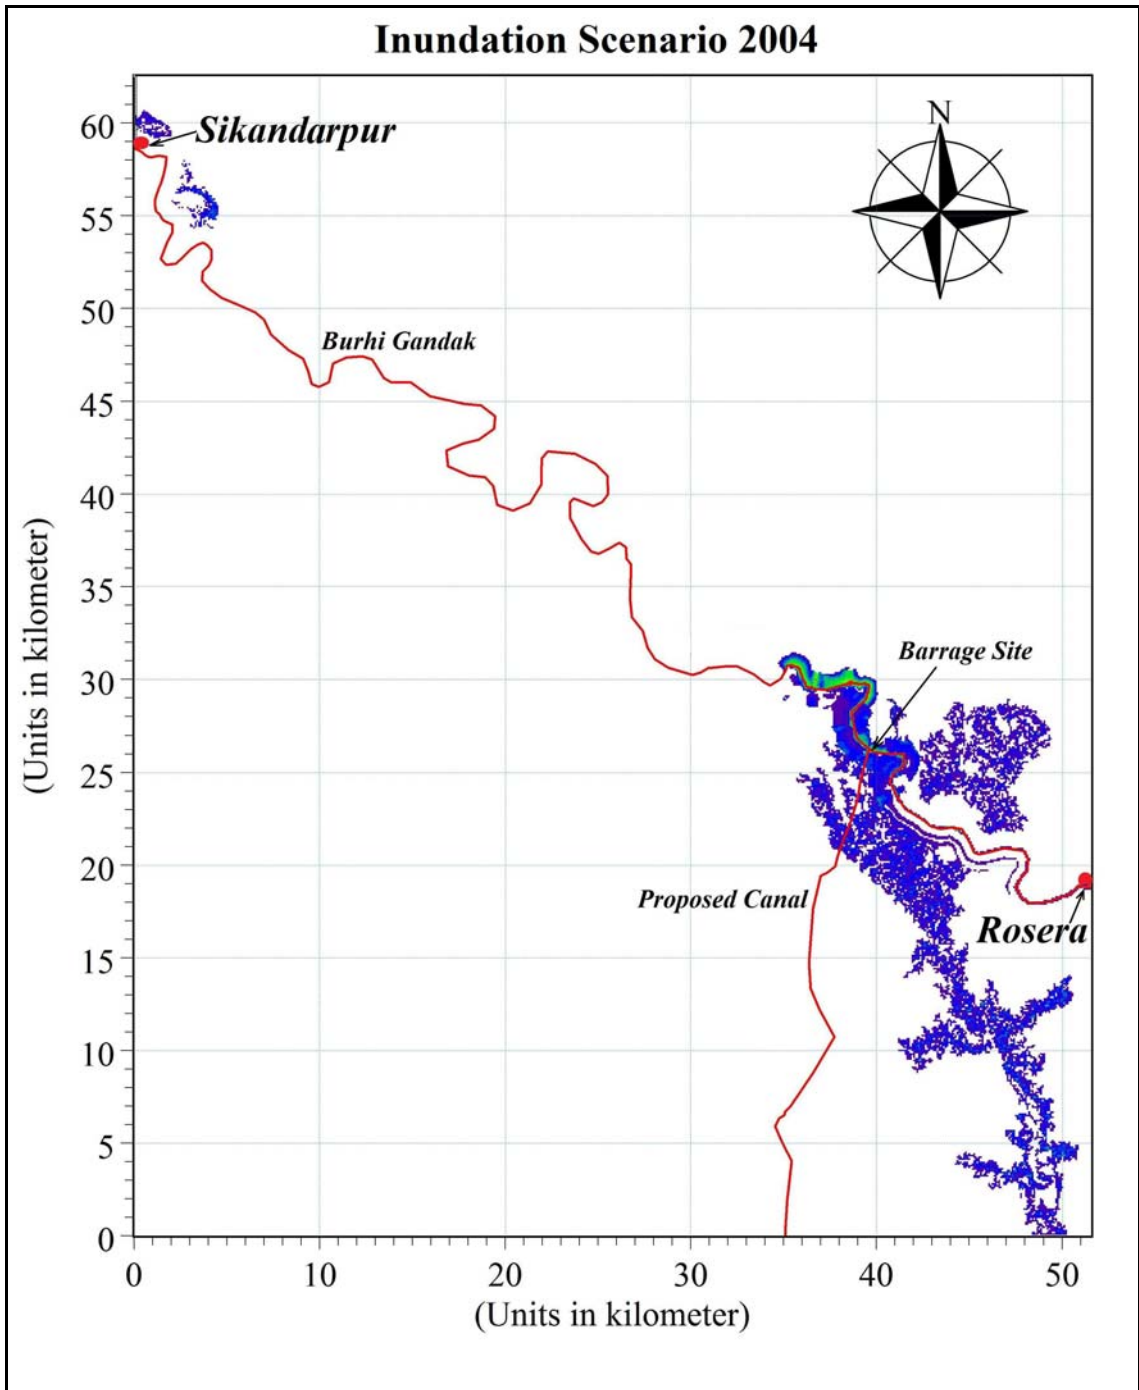 Inundation Scenario 2004
N
Sikandarpur
Burhi Gandak
Barrage Site
Proposed Canal
Rosera
(Units in kilometer)
60
55
50
45
40
35
30
25
20
15
10
5
0
0 10 20 30 40 50
(Units in kilometer)